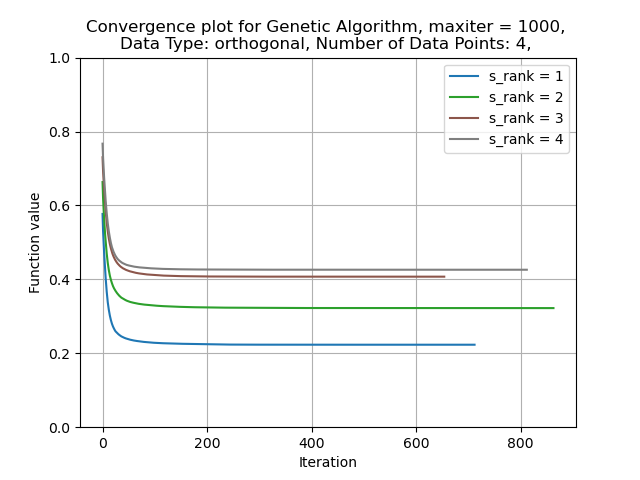 Convergence plot for Genetic Algorithm, maxiter = 1000,
Data Type: orthogonal, Number of Data Points: 4,
1.0
0.8
0.6
0.4
0.2
0.0
Function value
s_rank = 1
s_rank = 2
s_rank = 3
s_rank = 4
0 200 400 600 800
Iteration